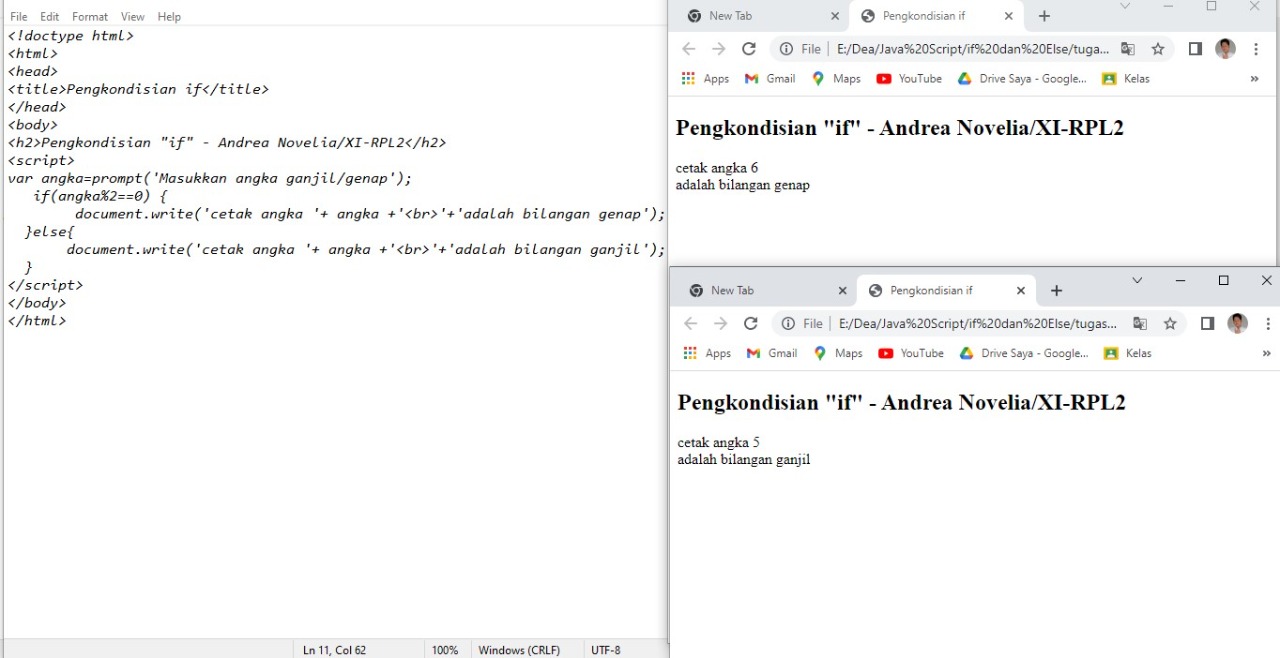 File Edit Format View Help
<!doctype html>
<html>
<head>
<title>Pengkondisian if</title>
</head>
<body>
<h2>Pengkondisian "if" - Andrea Novelia/XI-RPL2</h2>
<script>
var angka=prompt('Masukkan angka ganjil/genap');
if(angka%2==0) {
document.write('cetak angka '+ angka +'<br>'+'adalah bilangan genap');
}else{
document.write('cetak angka '+ angka +'<br>'+'adalah bilangan ganjil');
}
</script>
</body>
</html>
Ln 11, Col 62 100% Windows (CRLF) UTF-8
New Tab Pengkondisian if
File E:/Dea/Java%20Script/if%20dan%20Else/tuga...
Apps Gmail Maps YouTube Drive Saya - Google... Kelas »
Pengkondisian "if" - Andrea Novelia/XI-RPL2
cetak angka 6
adalah bilangan genap
New Tab Pengkondisian if
File E:/Dea/Java%20Script/if%20dan%20Else/tugas...
Apps Gmail Maps YouTube Drive Saya - Google... Kelas »
Pengkondisian "if" - Andrea Novelia/XI-RPL2
cetak angka 5
adalah bilangan ganjil